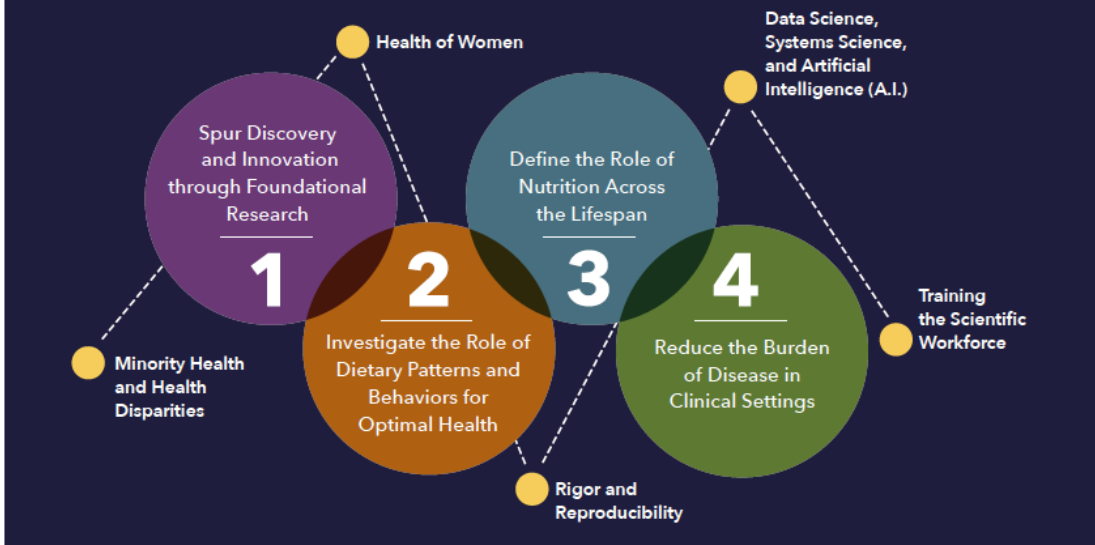 Health of Women
Data Science,
Systems Science,
and Artificial
Intelligence (A.I.)
Spur Discovery
and Innovation
through Foundational
Research
1
2
Investigate the Role of
Dietary Patterns and
Behaviors for
Optimal Health
Define the Role of
Nutrition Across
the Lifespan
3
4
Reduce the Burden
of Disease in
Clinical Settings
Training
the Scientific
Workforce
Minority Health
and Health
Disparities
Rigor and
Reproducibility